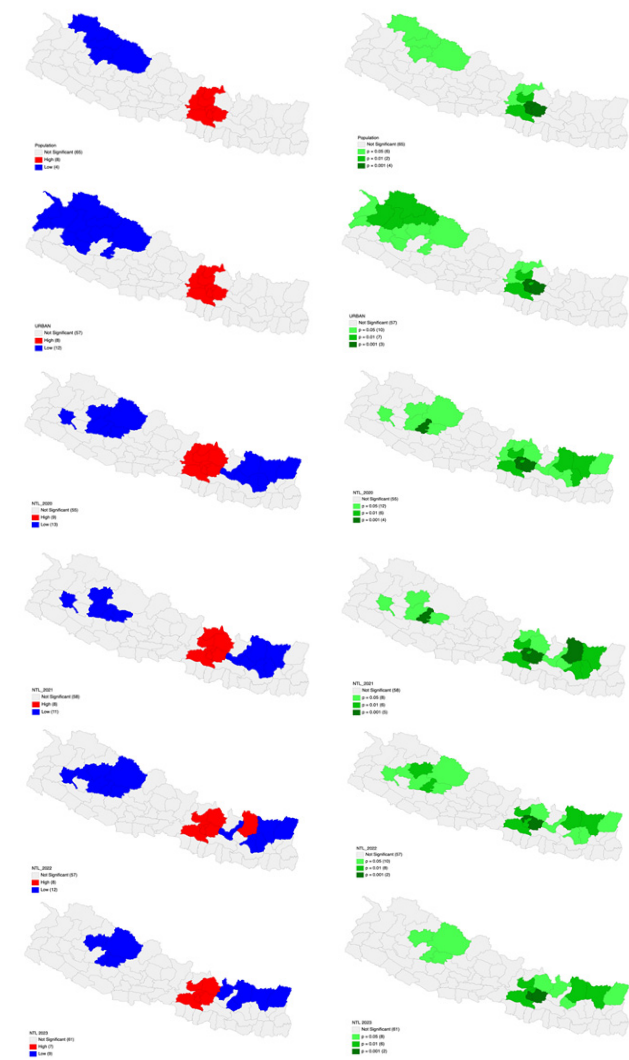 Population
Not Significant (65)
High (8)
Low (4)
Population
Not Significant (65)
p = 0.05 (6)
p = 0.01 (2)
p = 0.001 (4)
URBAN
Not Significant (57)
High (8)
Low (12)
URBAN
Not Significant (57)
p = 0.05 (10)
p = 0.01 (7)
p = 0.001 (3)
NTL_2020
Not Significant (55)
High (9)
Low (13)
NTL_2020
Not Significant (55)
p = 0.05 (12)
p = 0.01 (6)
p = 0.001 (4)
NTL_2021
Not Significant (58)
High (8)
Low (11)
NTL_2021
Not Significant (58)
p = 0.05 (8)
p = 0.01 (6)
p = 0.001 (5)
NTL_2022
Not Significant (57)
High (8)
Low (12)
NTL_2022
Not Significant (57)
p = 0.05 (10)
p = 0.01 (8)
p = 0.001 (2)
NTL 2023
Not Significant (61)
High (7)
Low (9)
NTL 2023
Not Significant (61)
p = 0.05 (8)
p = 0.01 (6)
p = 0.001 (2)